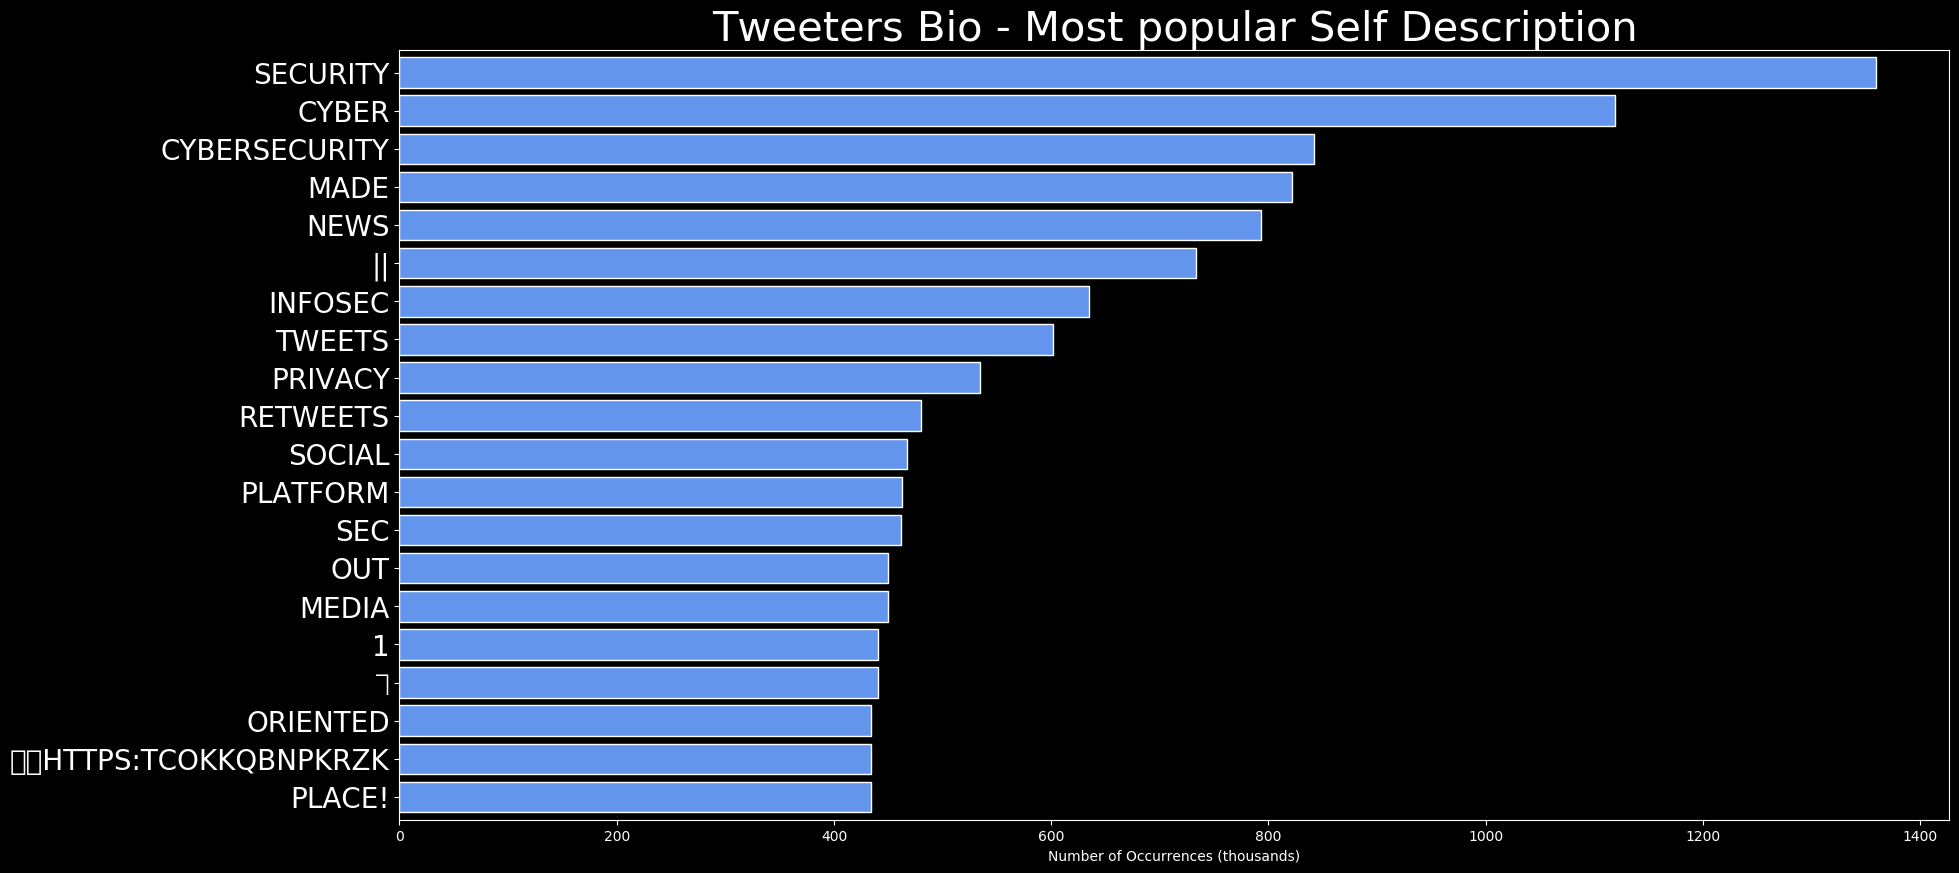 Tweeters Bio - Most popular Self Description
SECURITY
CYBER
CYBERSECURITY
MADE
NEWS
||
INFOSEC
TWEETS
PRIVACY
RETWEETS
SOCIAL
PLATFORM
SEC
OUT
MEDIA
1
ORIENTED
HTTPS:TCOKKQBNPKRZK
PLACE!
0 200 400 600 800 1000 1200 1400
Number of Occurrences (thousands)